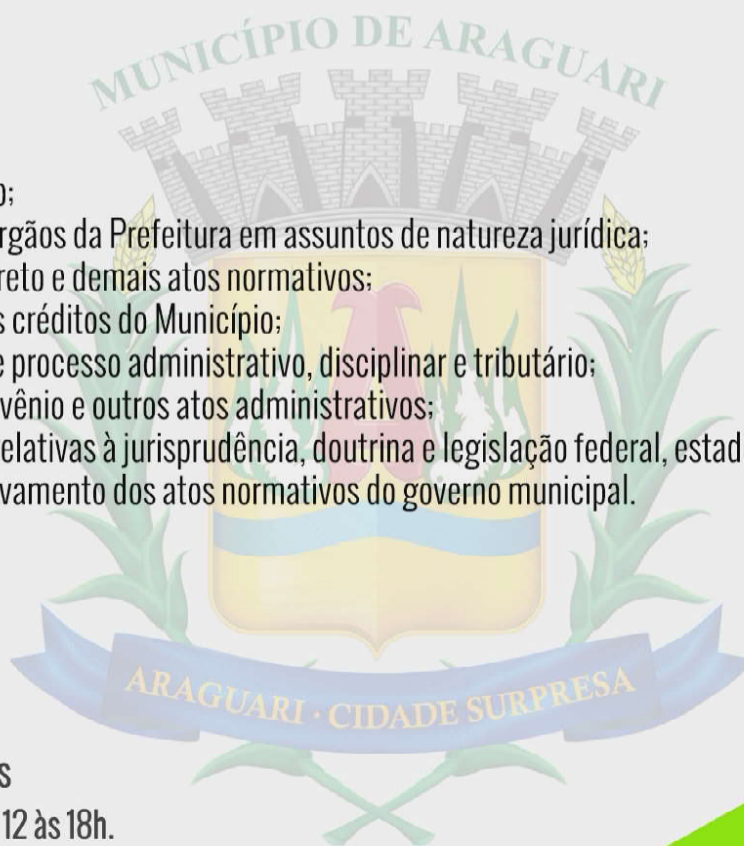 MUNICÍPIO DE ARAGUARI
o;
rgãos da Prefeitura em assuntos de natureza jurídica;
reto e demais atos normativos;
s créditos do Município;
e processo administrativo, disciplinar e tributário;
vênio e outros atos administrativos;
elativas à jurisprudência, doutrina e legislação federal, estad
vamento dos atos normativos do governo municipal.
A
ARAGUARI · CIDADE SURPRESA
s
12 às 18h.